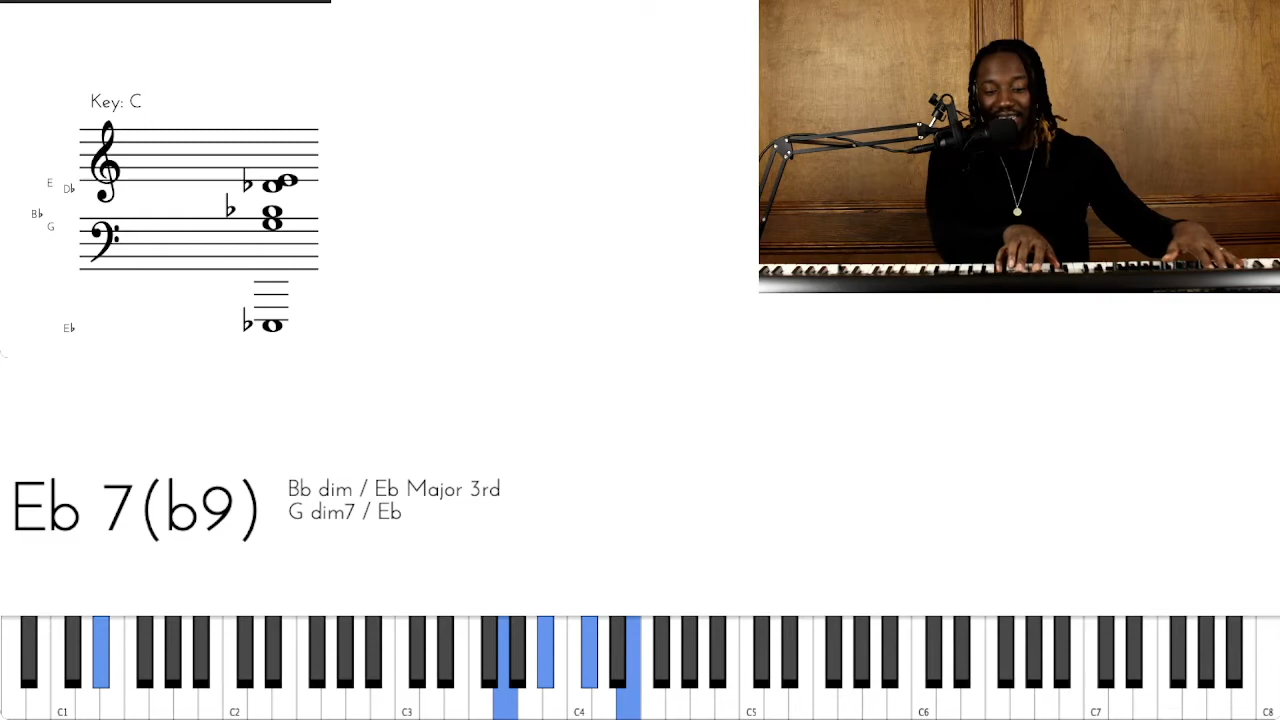 Key: C
E
Db
Bb
G
Eb
Eb 7(b9)
Bb dim / Eb Major 3rd
G dim7 / Eb
C1 C2 C3 C4 C5 C6 C7 C8